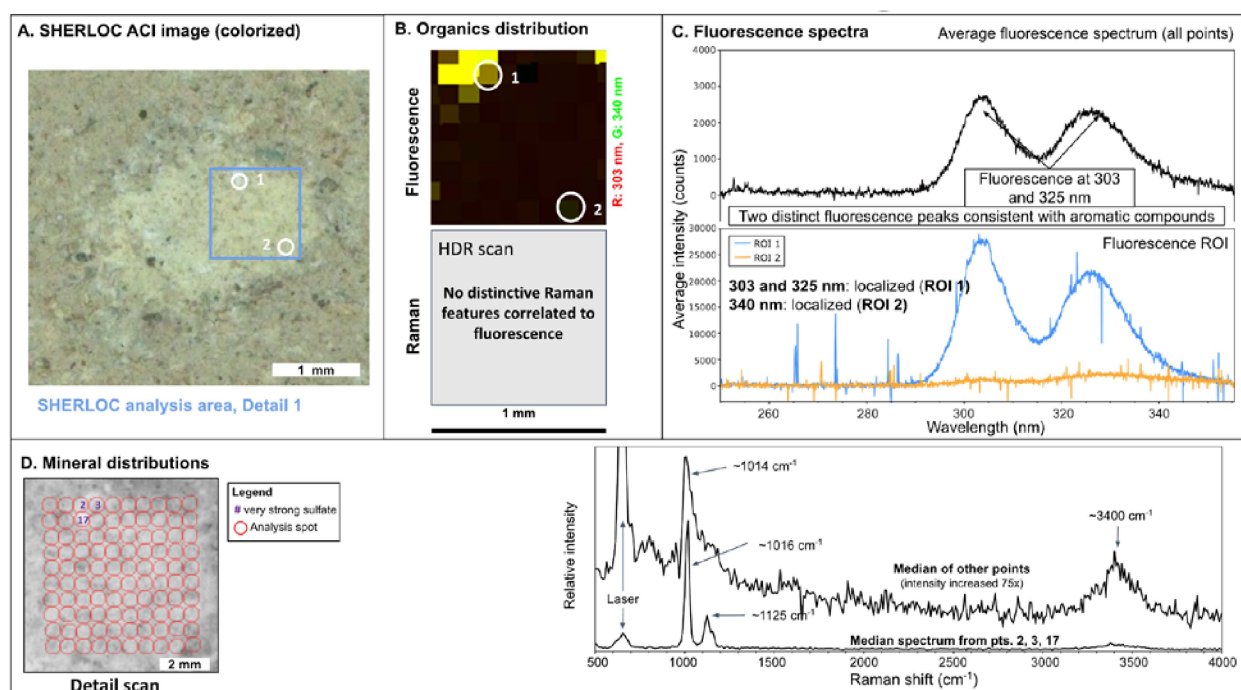 A. SHERLOC ACI image (colorized)
1
2
1 mm
SHERLOC analysis area, Detail 1
B. Organics distribution
Fluorescence
1
2
R: 303 nm, G: 340 nm
Raman
HDR scan
No distinctive Raman
features correlated to
fluorescence
1 mm
C. Fluorescence spectra
Average fluorescence spectrum (all points)
4000
3000
2000
1000
0
Fluorescence at 303
and 325 nm
Two distinct fluorescence peaks consistent with aromatic compounds
Average intensity (counts)
30000
25000
20000
15000
10000
5000
0
ROI 1
ROI 2
Fluorescence ROI
303 and 325 nm: localized (ROI 1)
340 nm: localized (ROI 2)
260
280
300
320
340
Wavelength (nm)
D. Mineral distributions
2 3
17
2 mm
Detail scan
Legend
# very strong sulfate
Analysis spot
Relative intensity
~1014 cm⁻¹
~1016 cm⁻¹
~3400 cm⁻¹
Median of other points
(intensity increased 75x)
Laser
~1125 cm⁻¹
Median spectrum from pts. 2, 3, 17
500 1000 1500 2000 2500 3000 3500 4000
Raman shift (cm⁻¹)